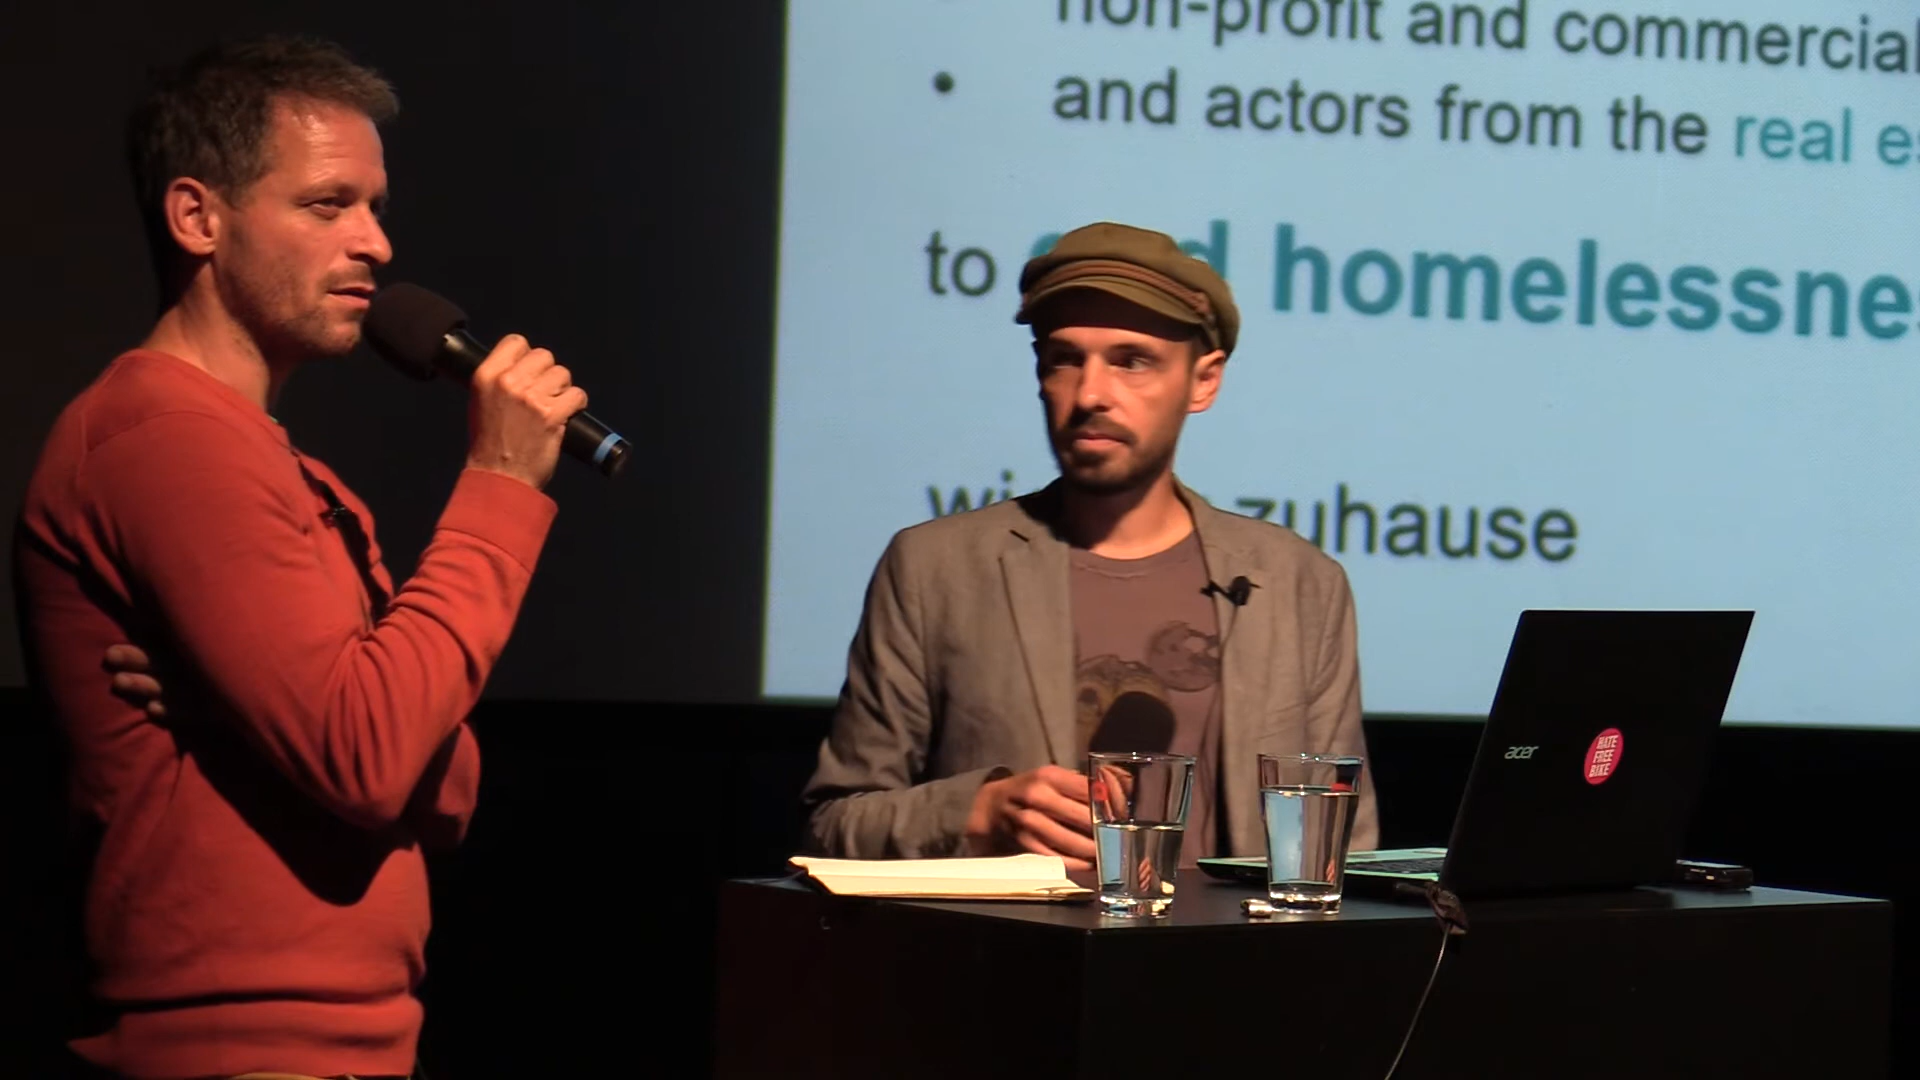 non-profit and commercial
• and actors from the real
to homelessne
zuhause
acer
HATE
FREE
BIKE